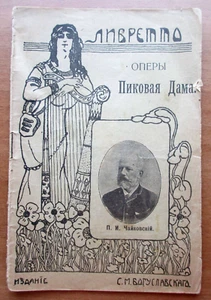 ЛИБРЕТТО
ОПЕРЫ
Пиковая Дама.
П. И. Чайковскій.
ИЗДАНІЕ С. М. БОГУСЛАВСКАГО.